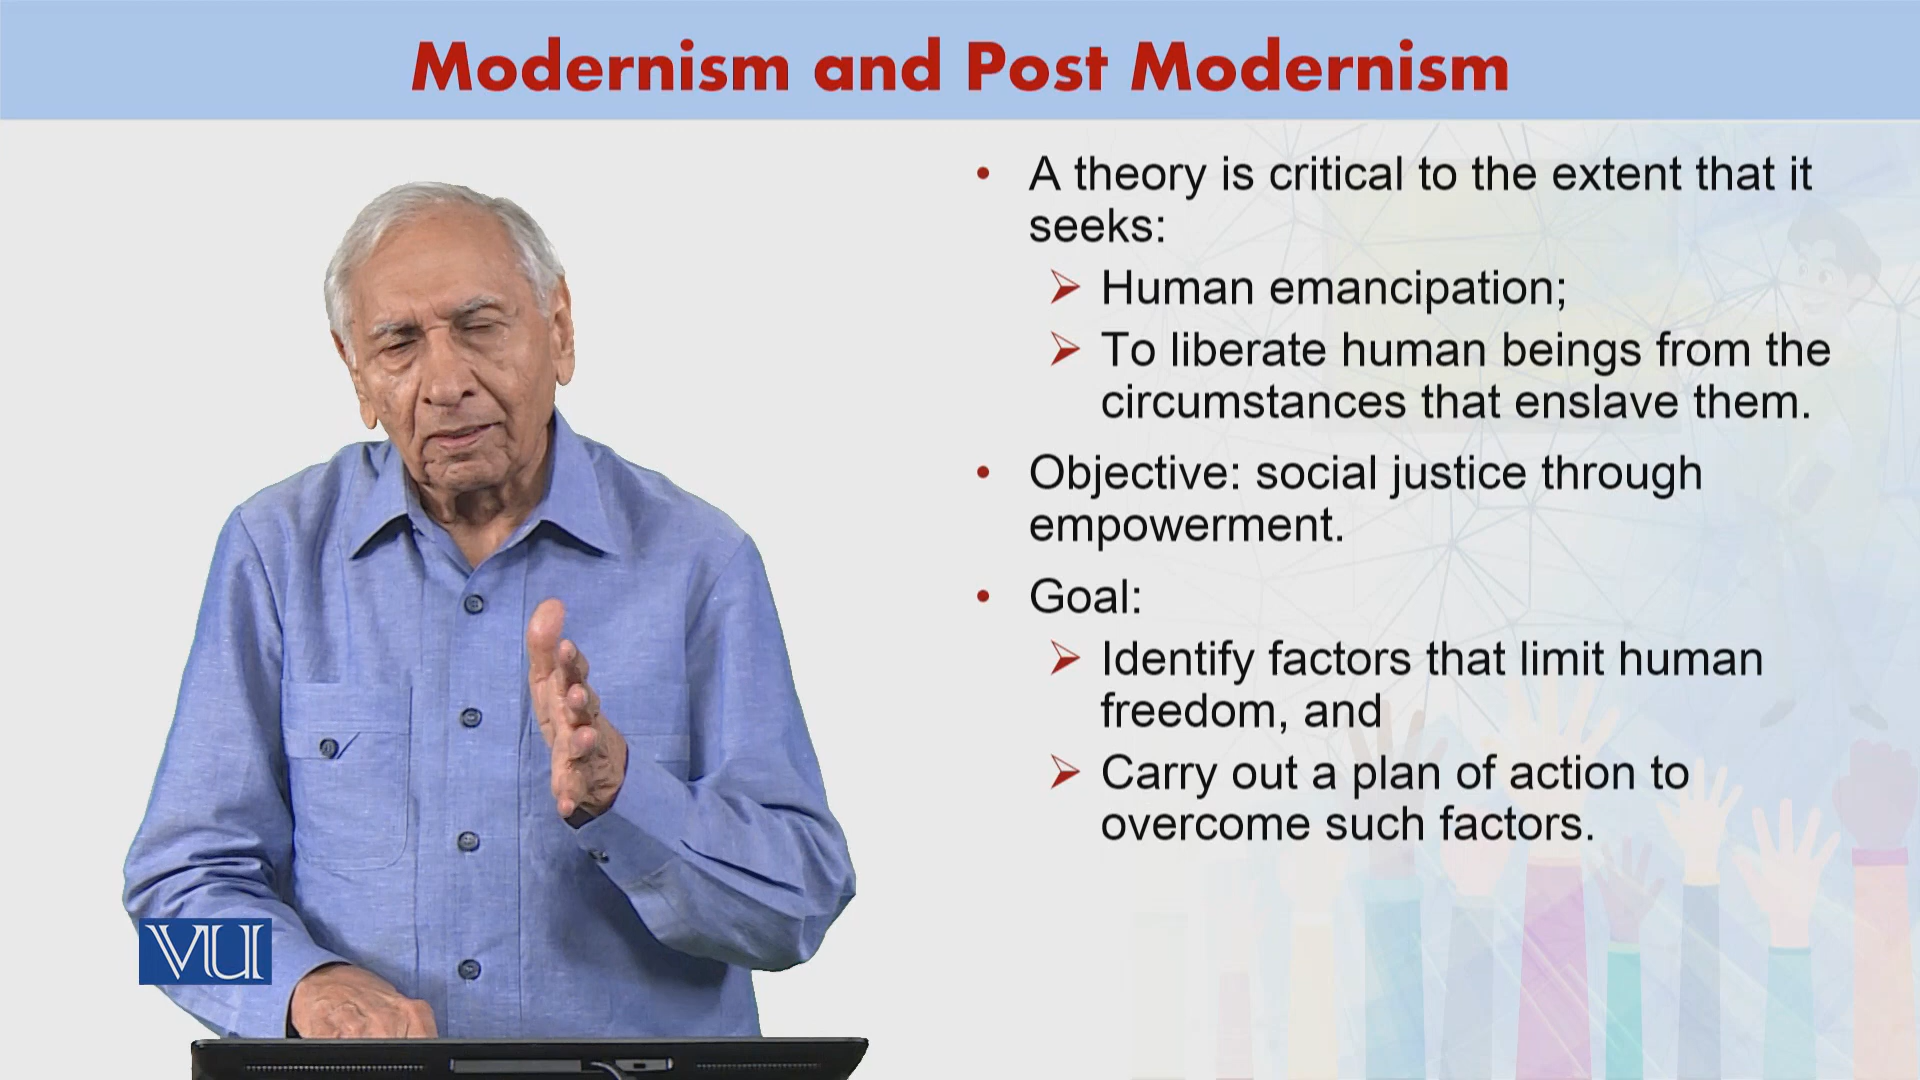 Modernism and Post Modernism
• A theory is critical to the extent that it
seeks:
➢ Human emancipation;
➢ To liberate human beings from the
circumstances that enslave them.
• Objective: social justice through
empowerment.
• Goal:
➢ Identify factors that limit human
freedom, and
➢ Carry out a plan of action to
overcome such factors.
VU